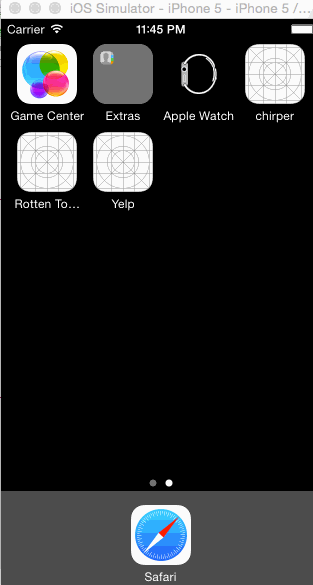 iOS Simulator - iPhone 5 - iPhone 5 /...
Carrier 11:45 PM
Game Center Extras Apple Watch chirper
Rotten To... Yelp
Safari